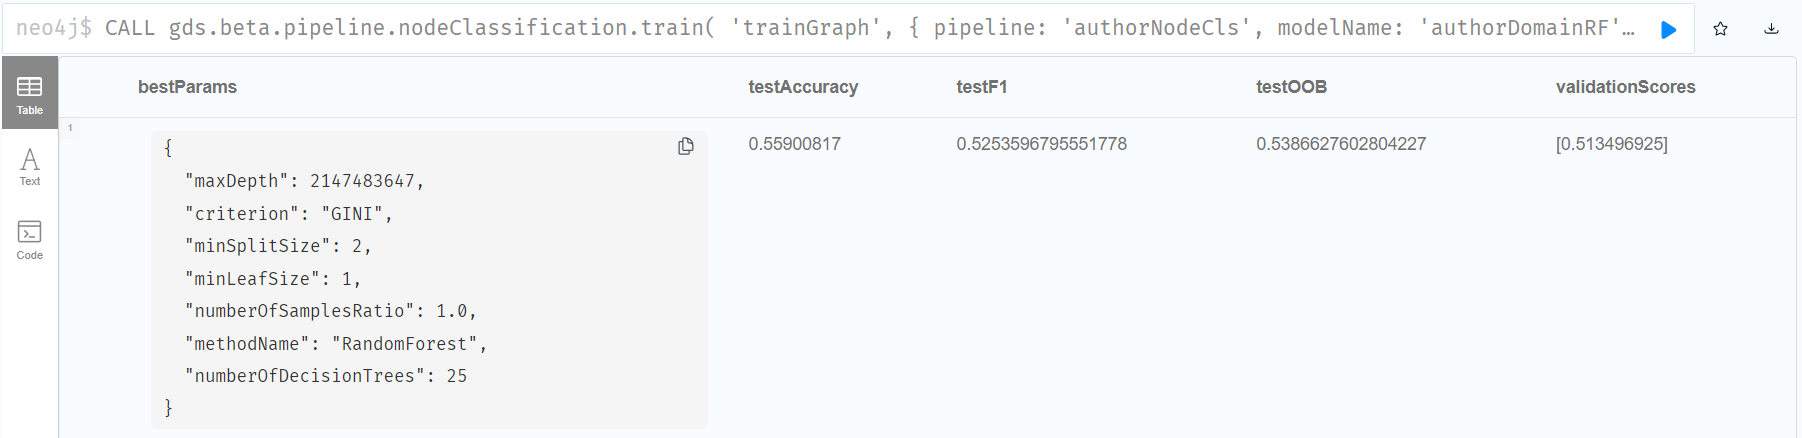 neo4j$ CALL gds.beta.pipeline.nodeClassification.train( 'trainGraph', { pipeline: 'authorNodeCls', modelName: 'authorDomainRF'…
Table
Text
Code
bestParams testAccuracy testF1 testOOB validationScores
1
{
"maxDepth": 2147483647,
"criterion": "GINI",
"minSplitSize": 2,
"minLeafSize": 1,
"numberOfSamplesRatio": 1.0,
"methodName": "RandomForest",
"numberOfDecisionTrees": 25
}
0.55900817 0.5253596795551778 0.5386627602804227 [0.513496925]